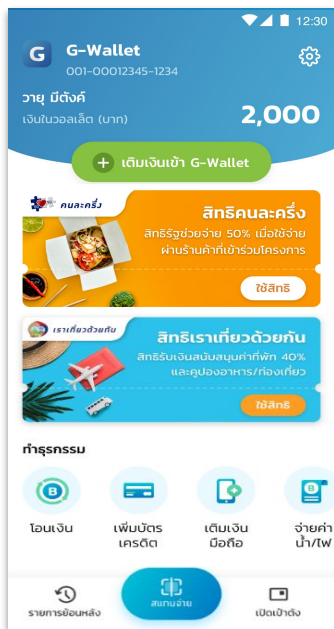 12:30
G
G-Wallet
001-00012345-1234
วายุ มีตังค์
เงินในวอลเล็ต (บาท)
2,000
+ เติมเงินเข้า G-Wallet
คนละครึ่ง
สิทธิคนละครึ่ง
สิทธิรัฐช่วยจ่าย 50% เมื่อใช้จ่าย
ผ่านร้านค้าที่เข้าร่วมโครงการ
ใช้สิทธิ
เราเที่ยวด้วยกัน
สิทธิเราเที่ยวด้วยกัน
สิทธิรับเงินสนับสนุนค่าที่พัก 40%
และคูปองอาหาร/ท่องเที่ยว
ใช้สิทธิ
ทำธุรกรรม
B
B
โอนเงิน
เพิ่มบัตร
เครดิต
เติมเงิน
มือถือ
จ่ายค่า
น้ำ/ไฟ
รายการย้อนหลัง
สแกนจ่าย
เปิดเป๋าตัง